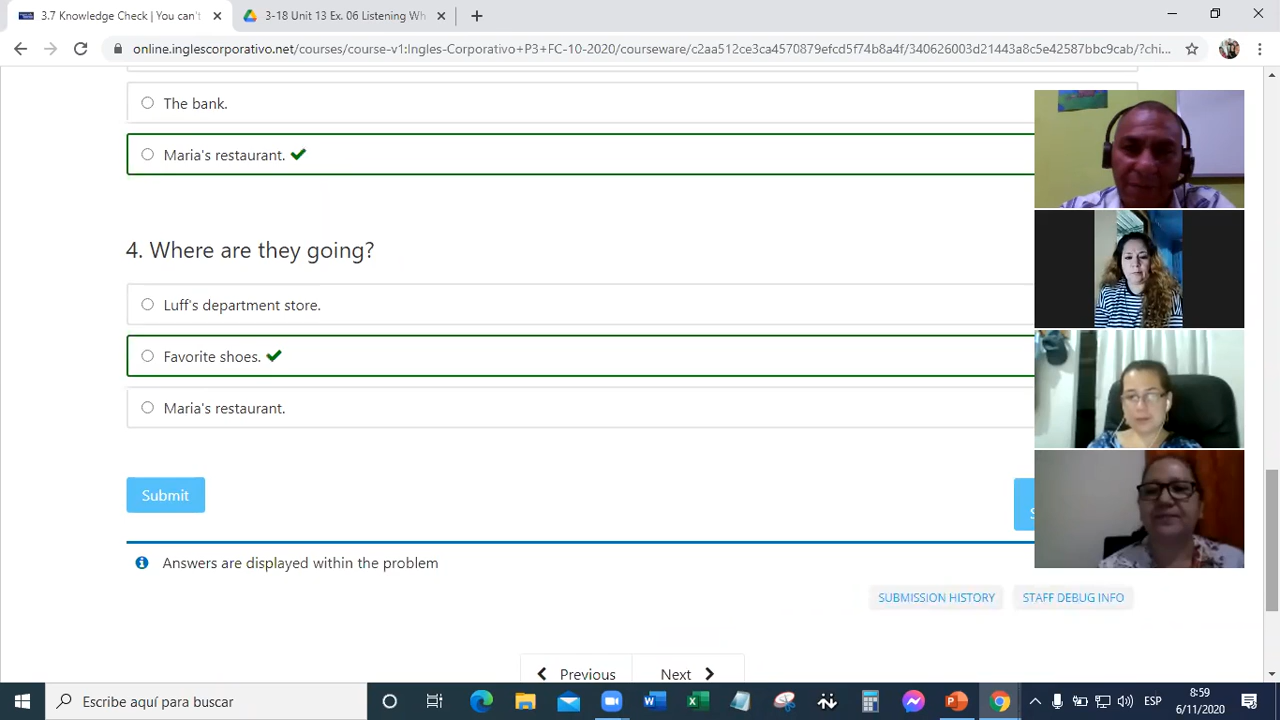 3.7 Knowledge Check | You can't
3-18 Unit 13 Ex. 06 Listening Wh
online.inglescorporativo.net/courses/course-v1:Ingles-Corporativo+P3+FC-10-2020/courseware/c2aa512ce3ca4570879efcd5f74b8a4f/340626003d21443a8c5e42587bbc9cab/?chi...
The bank.
Maria's restaurant.
4. Where are they going?
Luff's department store.
Favorite shoes.
Maria's restaurant.
Submit
Answers are displayed within the problem
SUBMISSION HISTORY
STAFF DEBUG INFO
Previous
Next
Escribe aquí para buscar
ESP
8:59
6/11/2020